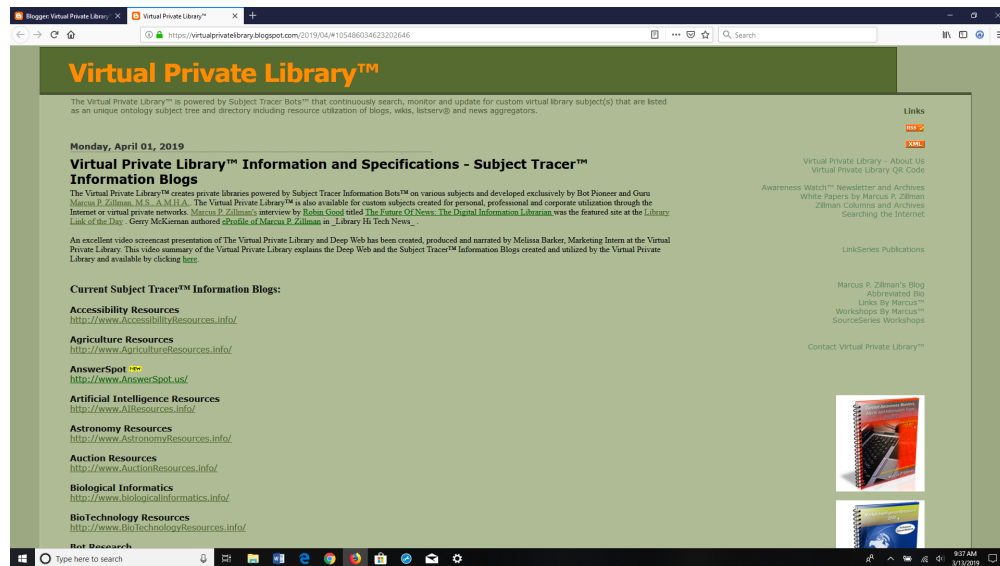 Blogger: Virtual Private Library
Virtual Private Library™
https://virtualprivatelibrary.blogspot.com/2019/04/#105486034623202646
Search
Virtual Private Library™
The Virtual Private Library™ is powered by Subject Tracer Bots™ that continuously search, monitor and update for custom virtual library subject(s) that are listed
as an unique ontology subject tree and directory including resource utilization of blogs, wikis, listserv® and news aggregators.
Monday, April 01, 2019
Virtual Private Library™ Information and Specifications - Subject Tracer™
Information Blogs
The Virtual Private Library™ creates private libraries powered by Subject Tracer Information Bots™ on various subjects and developed exclusively by Bot Pioneer and Guru
Marcus P. Zillman, M.S., A.M.H.A.. The Virtual Private Library™ is also available for custom subjects created for personal, professional and corporate utilization through the
Internet or virtual private networks. Marcus P. Zillman's interview by Robin Good titled The Future Of News: The Digital Information Librarian was the featured site at the Library
Link of the Day. Gerry McKiernan authored eProfile of Marcus P. Zillman in _Library Hi Tech News_ .
An excellent video screencast presentation of The Virtual Private Library and Deep Web has been created, produced and narrated by Melissa Barker, Marketing Intern at the Virtual
Private Library. This video summary of the Virtual Private Library explains the Deep Web and the Subject Tracer™ Information Blogs created and utilized by the Virtual Private
Library and available by clicking here.
Current Subject Tracer™ Information Blogs:
Accessibility Resources
http://www.AccessibilityResources.info/
Agriculture Resources
http://www.AgricultureResources.info/
AnswerSpot NEW
http://www.AnswerSpot.us/
Artificial Intelligence Resources
http://www.AIResources.info/
Astronomy Resources
http://www.AstronomyResources.info/
Auction Resources
http://www.AuctionResources.info/
Biological Informatics
http://www.biologicalinformatics.info/
BioTechnology Resources
http://www.BioTechnologyResources.info/
Bot Research
Links
RSS
XML
Virtual Private Library - About Us
Virtual Private Library QR Code
Awareness Watch™ Newsletter and Archives
White Papers by Marcus P. Zillman
Zillman Columns and Archives
Searching the Internet
LinkSeries Publications
Marcus P. Zillman's Blog
Abbreviated Bio
Links By Marcus™
Workshops By Marcus™
SourceSeries Workshops
Contact Virtual Private Library™
Type here to search
9:37 AM
3/13/2019